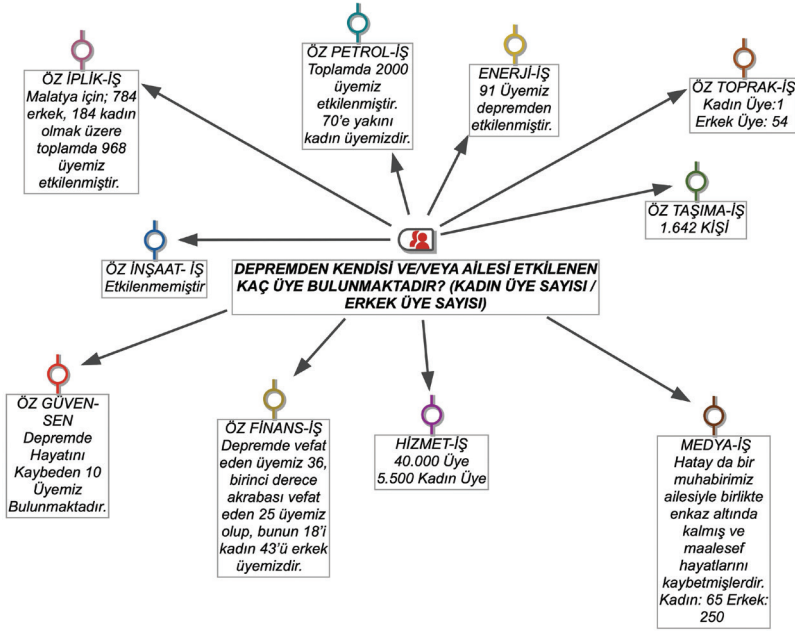 ÖZ İPLİK-İŞ
Malatya için; 784
erkek, 184 kadın
olmak üzere
toplamda 968
üyemiz
etkilenmiştir.
ÖZ PETROL-İŞ
Toplamda 2000
üyemiz
etkilenmiştir.
70'e yakını
kadın üyemizdir.
ENERJİ-İŞ
91 Üyemiz
depremden
etkilenmiştir.
ÖZ TOPRAK-İŞ
Kadın Üye:1
Erkek Üye: 54
ÖZ TAŞIMA-İŞ
1.642 KİŞİ
ÖZ İNŞAAT- İŞ
Etkilenmemiştir
DEPREMDEN KENDİSİ VE/VEYA AİLESİ ETKİLENEN
KAÇ ÜYE BULUNMAKTADIR? (KADIN ÜYE SAYISI /
ERKEK ÜYE SAYISI)
ÖZ GÜVEN-
SEN
Depremde
Hayatını
Kaybeden 10
Üyemiz
Bulunmaktadır.
ÖZ FİNANS-İŞ
Depremde vefat
eden üyemiz 36,
birinci derece
akrabası vefat
eden 25 üyemiz
olup, bunun 18'i
kadın 43'ü erkek
üyemizdir.
HİZMET-İŞ
40.000 Üye
5.500 Kadın Üye
MEDYA-İŞ
Hatay da bir
muhabirimiz
ailesiyle birlikte
enkaz altında
kalmış ve
maalesef
hayatlarını
kaybetmişlerdir.
Kadın: 65 Erkek:
250